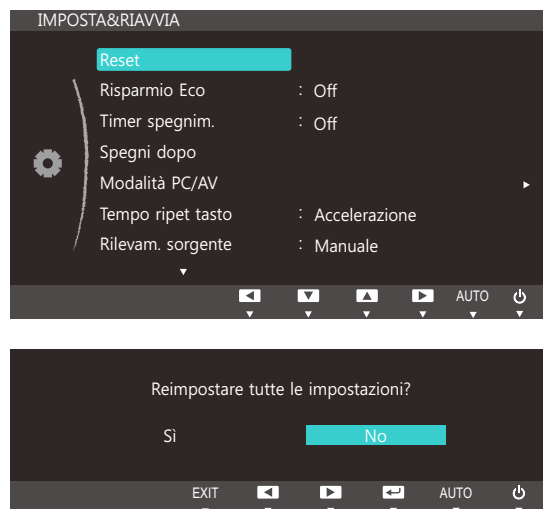 IMPOSTA&RIAVVIA
Reset
Risparmio Eco : Off
Timer spegnim. : Off
Spegni dopo
Modalità PC/AV
Tempo ripet tasto : Accelerazione
Rilevam. sorgente : Manuale
AUTO
Reimpostare tutte le impostazioni?
Sì No
EXIT AUTO